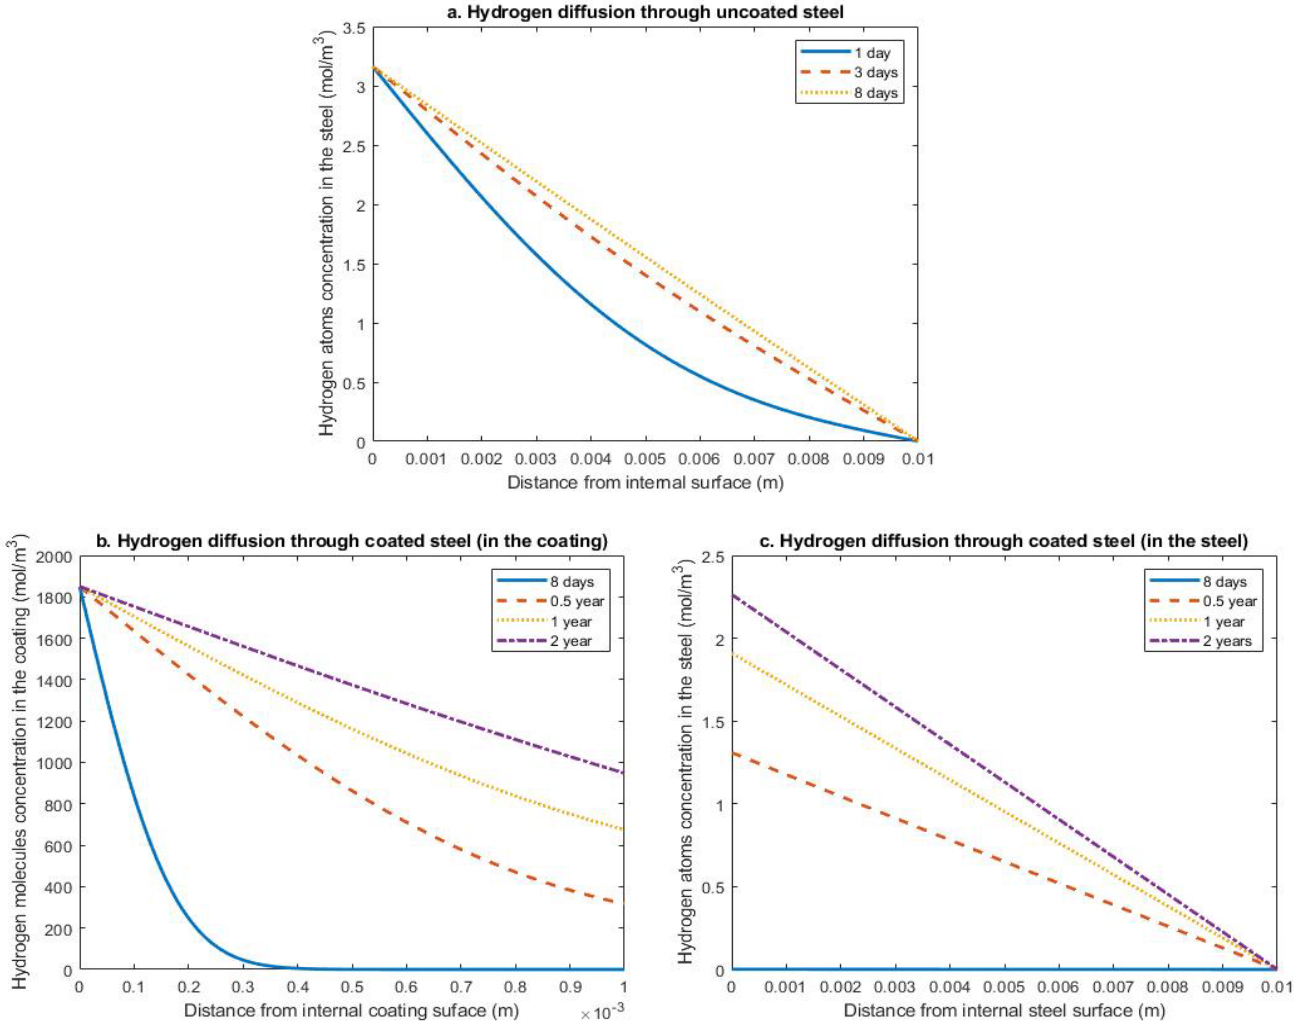 a. Hydrogen diffusion through uncoated steel
Hydrogen atoms concentration in the steel (mol/m³)
3.5
3
2.5
2
1.5
1
0.5
0
1 day
3 days
8 days
0 0.001 0.002 0.003 0.004 0.005 0.006 0.007 0.008 0.009 0.01
Distance from internal surface (m)
b. Hydrogen diffusion through coated steel (in the coating)
Hydrogen molecules concentration in the coating (mol/m³)
2000
1800
1600
1400
1200
1000
800
600
400
200
0
8 days
0.5 year
1 year
2 year
0 0.1 0.2 0.3 0.4 0.5 0.6 0.7 0.8 0.9 1
×10⁻³
Distance from internal coating suface (m)
c. Hydrogen diffusion through coated steel (in the steel)
Hydrogen atoms concentration in the steel (mol/m³)
2.5
2
1.5
1
0.5
0
8 days
0.5 year
1 year
2 years
0 0.001 0.002 0.003 0.004 0.005 0.006 0.007 0.008 0.009 0.01
Distance from internal steel surface (m)